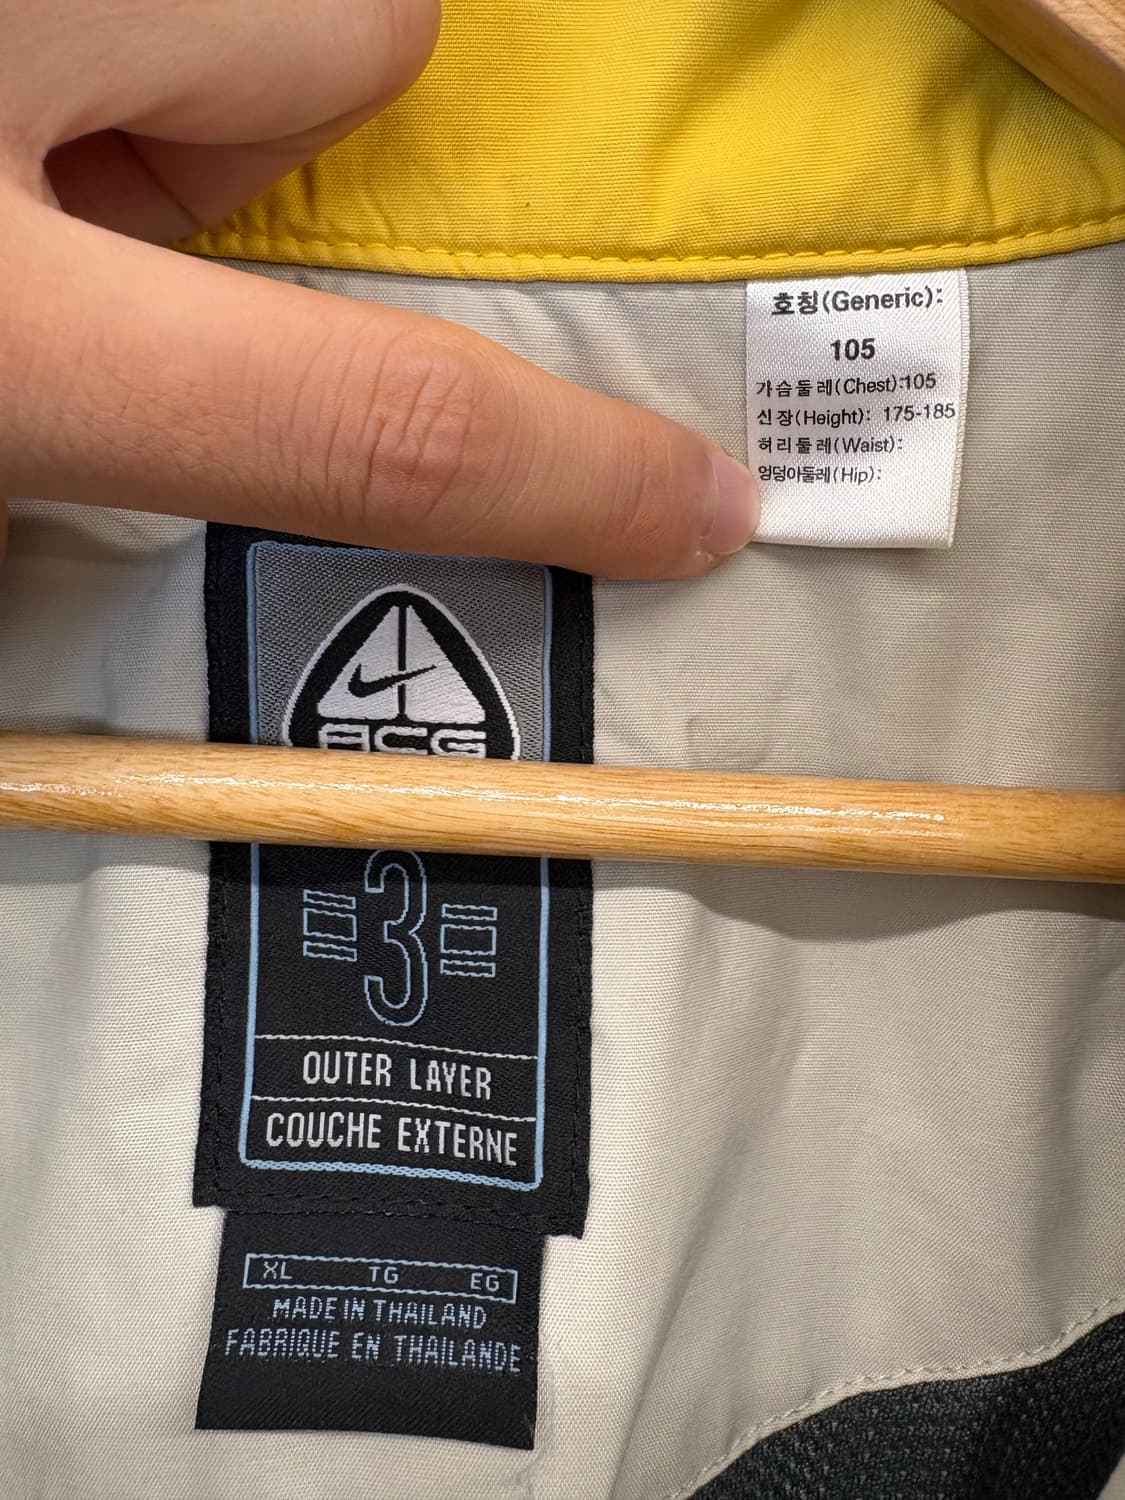 호칭(Generic):
105
가슴둘레(Chest):105
신장(Height): 175-185
허리둘레(Waist):
엉덩아둘레(Hip):
ACG
3
OUTER LAYER
COUCHE EXTERNE
XL TG EG
MADE IN THAILAND
FABRIQUE EN THAILANDE